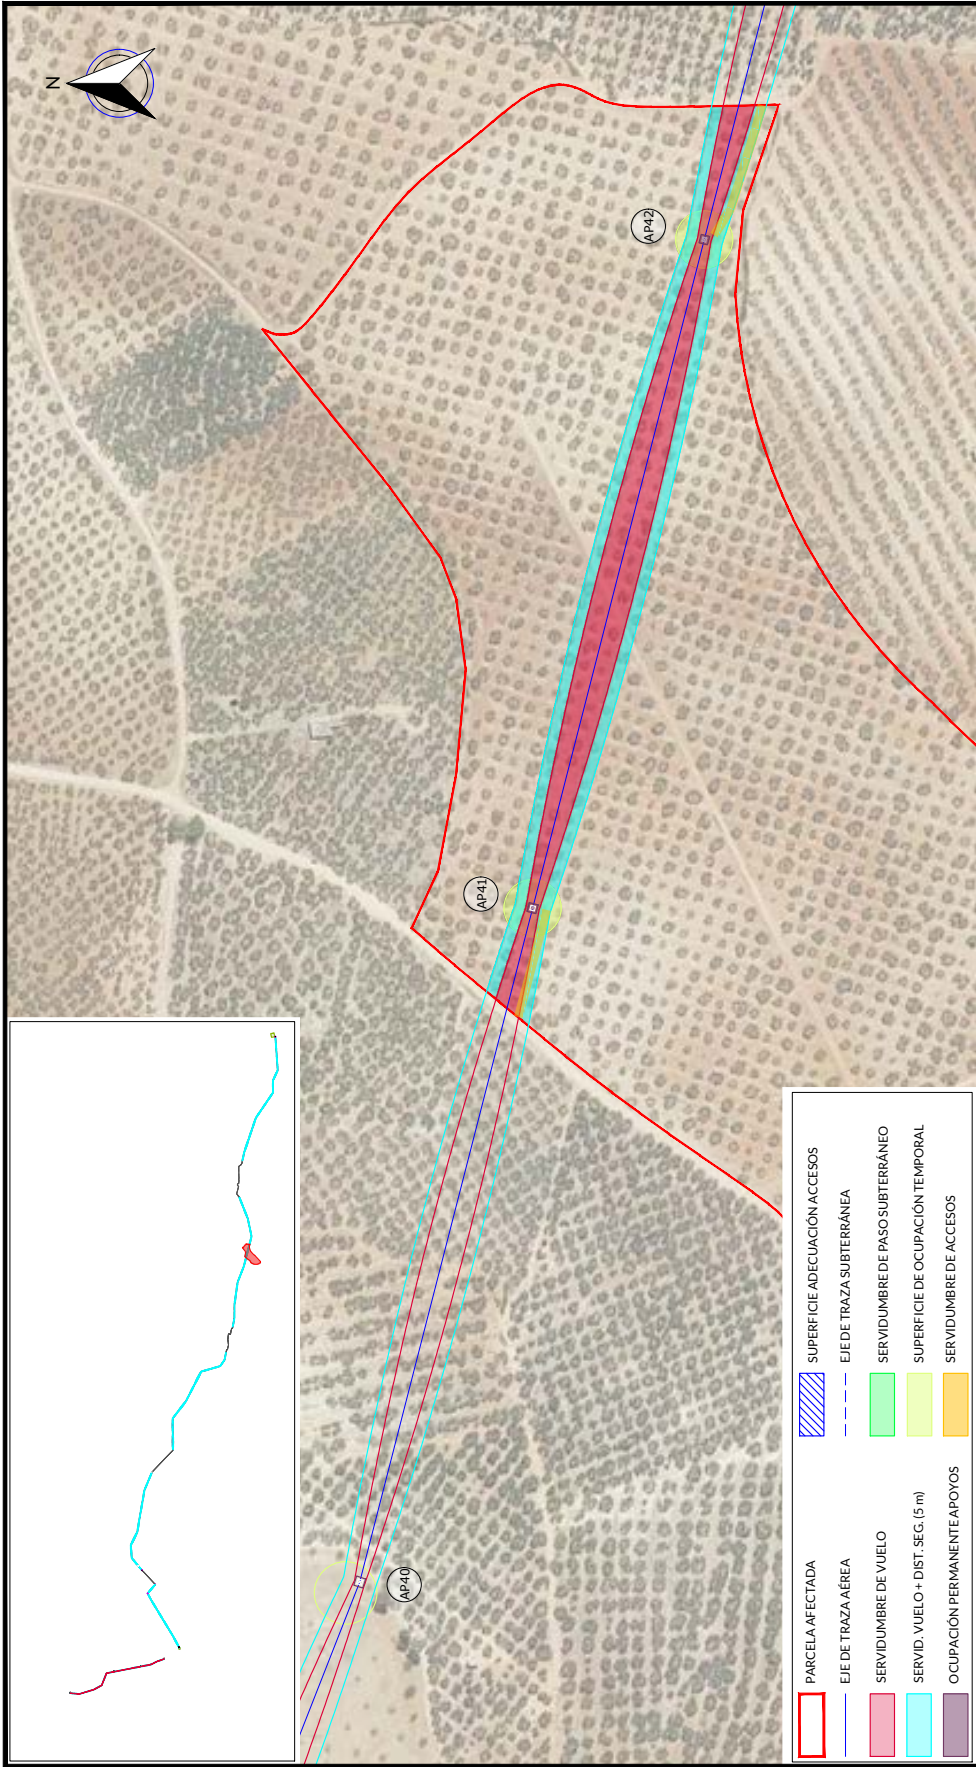 N
AP42
AP41
AP40
PARCELA AFECTADA
EJE DE TRAZA AÉREA
SERVIDUMBRE DE VUELO
SERVID. VUELO + DIST. SEG. (5 m)
OCUPACIÓN PERMANENTE APOYOS
SUPERFICIE ADECUACIÓN ACCESOS
EJE DE TRAZA SUBTERRÁNEA
SERVIDUMBRE DE PASO SUBTERRÁNEO
SUPERFICIE DE OCUPACIÓN TEMPORAL
SERVIDUMBRE DE ACCESOS